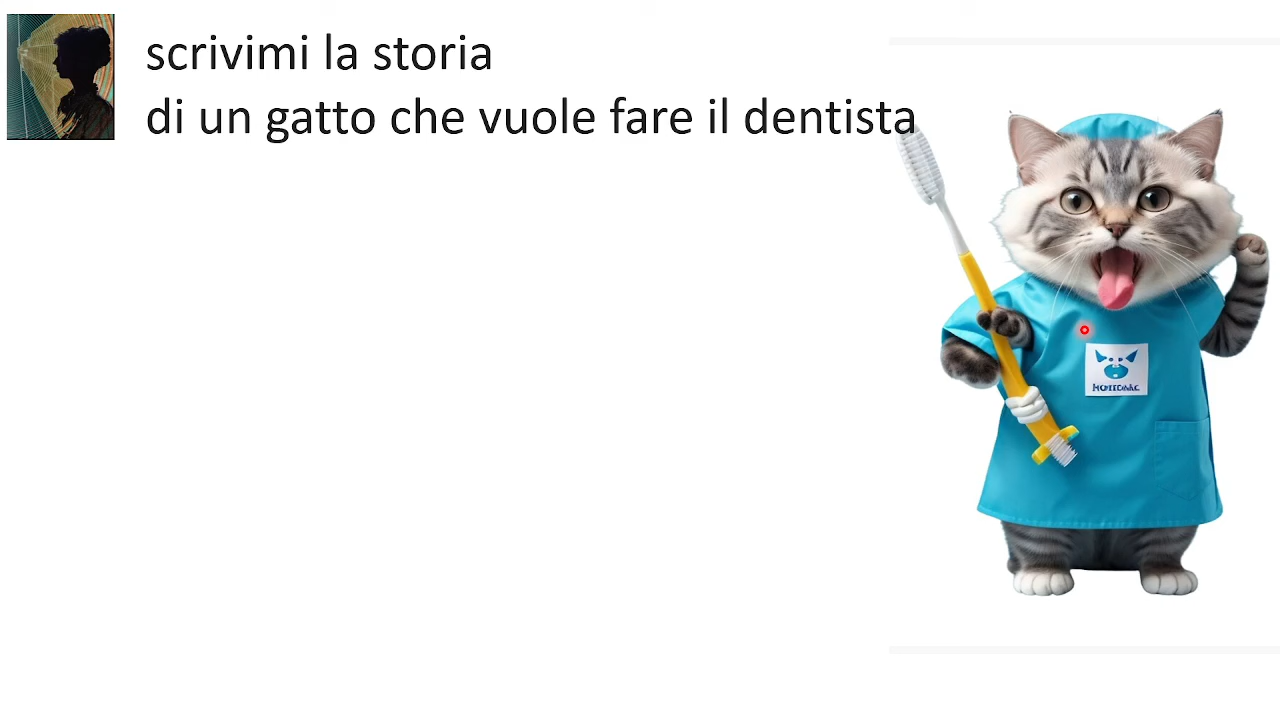 scrivimi la storia
di un gatto che vuole fare il dentista